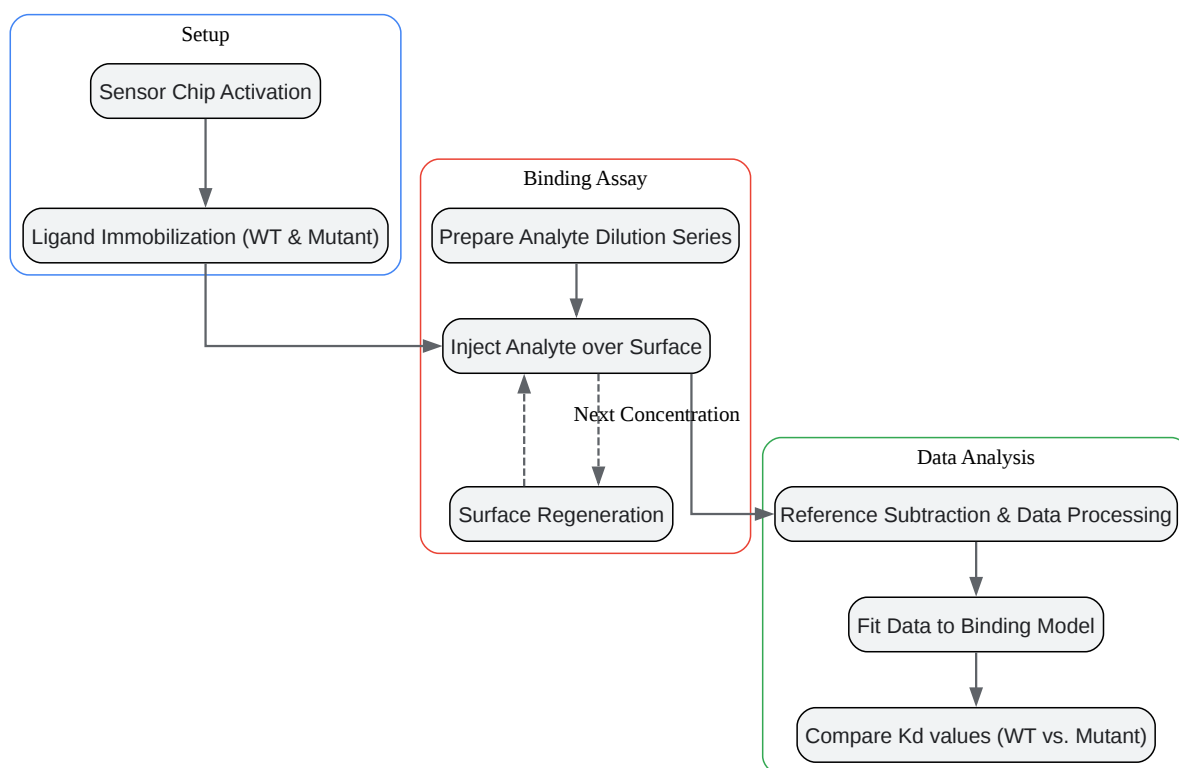 Setup
Sensor Chip Activation
Ligand Immobilization (WT & Mutant)
Binding Assay
Prepare Analyte Dilution Series
Inject Analyte over Surface
Next Concentration
Surface Regeneration
Data Analysis
Reference Subtraction & Data Processing
Fit Data to Binding Model
Compare Kd values (WT vs. Mutant)